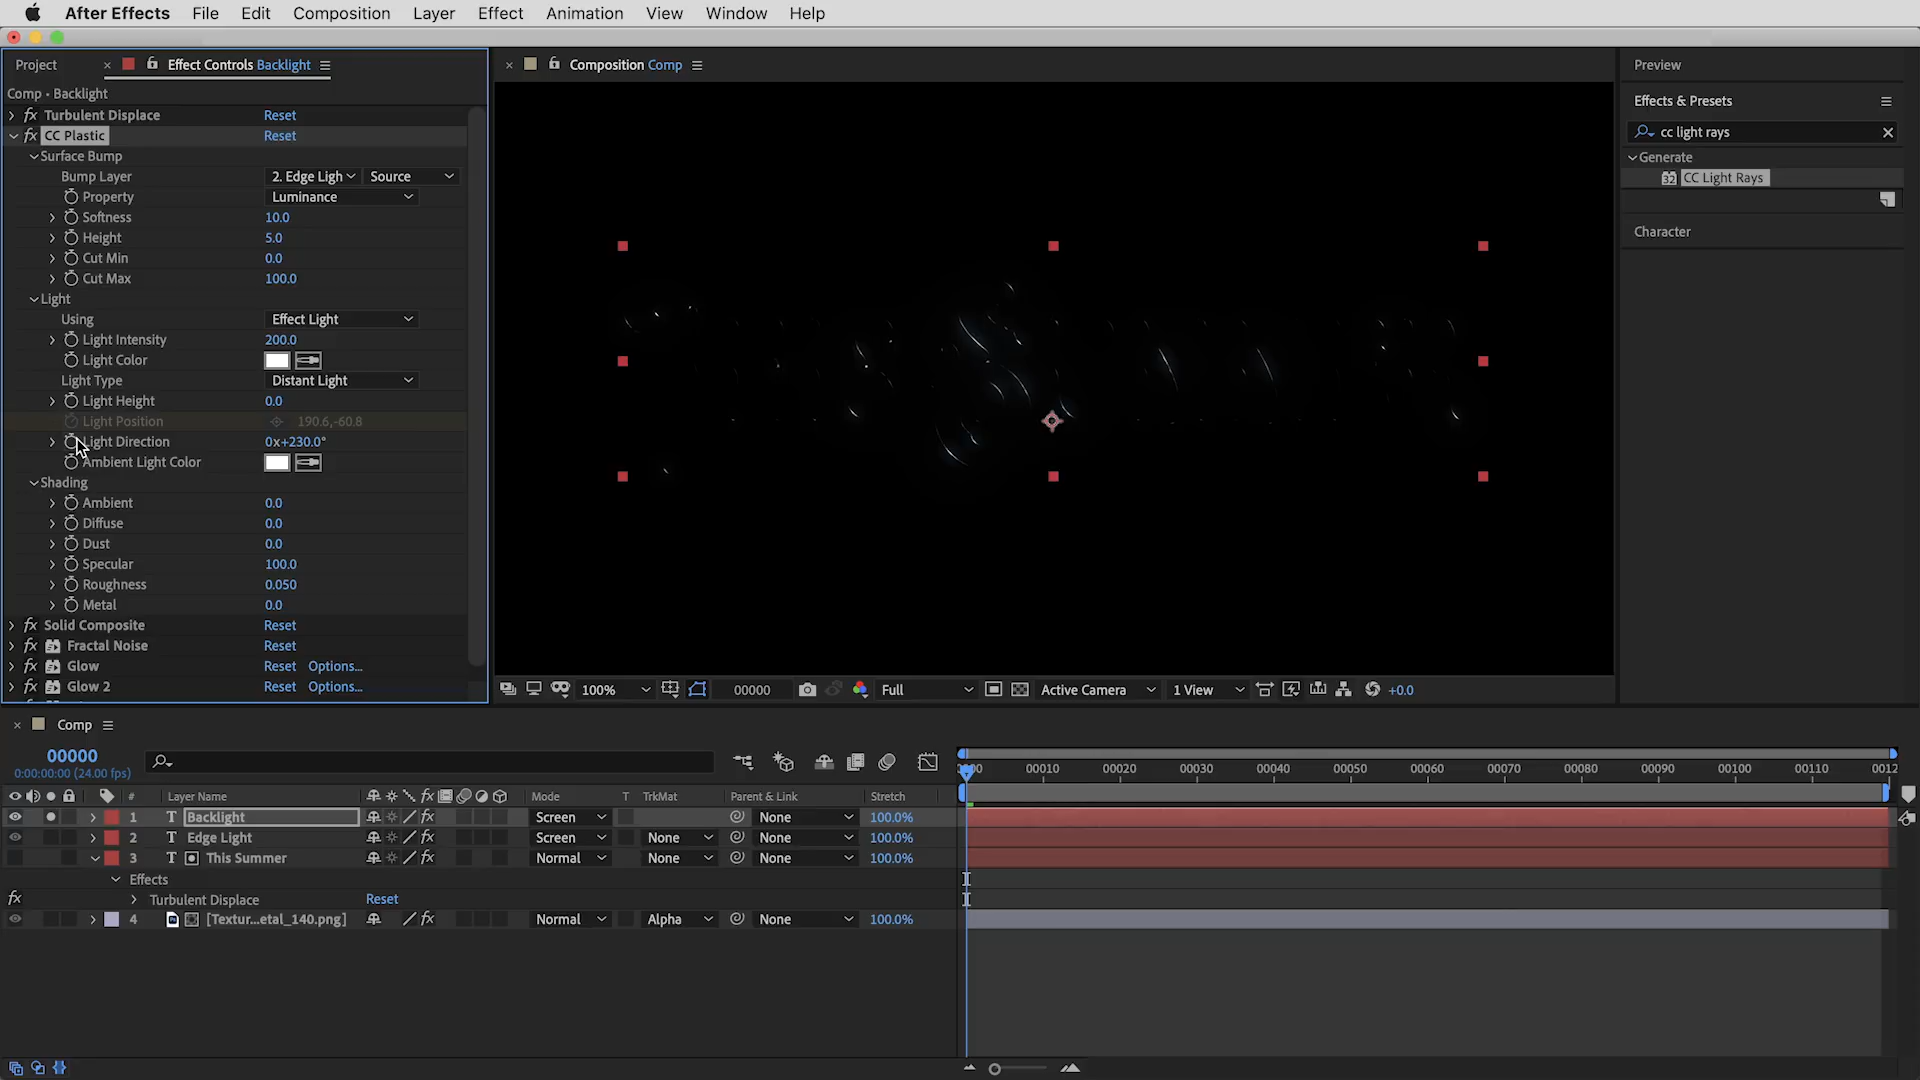 After Effects File Edit Composition Layer Effect Animation View Window Help
Project × Effect Controls Backlight
× Composition Comp
Preview
Comp • Backlight
Effects & Presets
Turbulent Displace Reset
cc light rays
CC Plastic Reset
Surface Bump
Generate
Bump Layer 2. Edge Ligh Source
32 CC Light Rays
Property Luminance
Softness 10.0
Character
Height 5.0
Cut Min 0.0
Cut Max 100.0
Light
Using Effect Light
Light Intensity 200.0
Light Color
Light Type Distant Light
Light Height 0.0
Light Position 190.6,-60.8
Light Direction 0x+230.0°
Ambient Light Color
Shading
Ambient 0.0
Diffuse 0.0
Dust 0.0
Specular 100.0
Roughness 0.050
Metal 0.0
Solid Composite Reset
Fractal Noise Reset
Glow Reset Options...
Glow 2 Reset Options...
100% 00000 Full Active Camera 1 View +0.0
× Comp
00000
0:00:00:00 (24.00 fps)
00010 00020 00030 00040 00050 00060 00070 00080 00090 00100 00110 0012
# Layer Name fx Mode T TrkMat Parent & Link Stretch
1 T Backlight fx Screen None 100.0%
2 T Edge Light fx Screen None None 100.0%
3 T This Summer fx Normal None None 100.0%
Effects
fx Turbulent Displace Reset
4 [Textur...etal_140.png] fx Normal Alpha None 100.0%